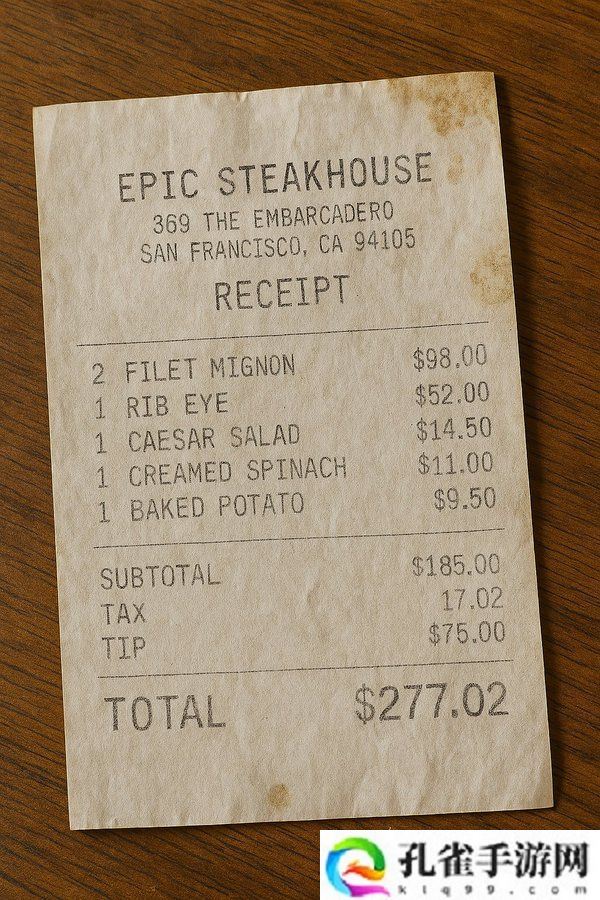 EPIC STEAKHOUSE
369 THE EMBARCADERO
SAN FRANCISCO, CA 94105
RECEIPT
2 FILET MIGNON $98.00
1 RIB EYE $52.00
1 CAESAR SALAD $14.50
1 CREAMED SPINACH $11.00
1 BAKED POTATO $9.50
SUBTOTAL $185.00
TAX 17.02
TIP $75.00
TOTAL $277.02
孔雀手游网
klq99.com